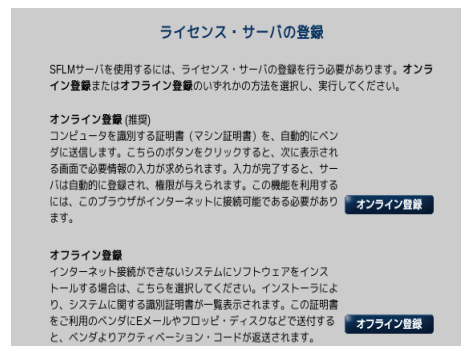 ライセンス・サーバの登録
SFLMサーバを使用するには、ライセンス・サーバの登録を行う必要があります。オンラ
イン登録またはオフライン登録のいずれかの方法を選択し、実行してください。
オンライン登録 (推奨)
コンピュータを識別する証明書（マシン証明書）を、自動的にベン
ダに送信します。こちらのボタンをクリックすると、次に表示され
る画面で必要情報の入力が求められます。入力が完了すると、サー
バは自動的に登録され、権限が与えられます。この機能を利用する
には、このブラウザがインターネットに接続可能である必要があり
ます。
オンライン登録
オフライン登録
インターネット接続ができないシステムにソフトウェアをインス
トールする場合は、こちらを選択してください。インストーラによ
り、システムに関する識別証明書が一覧表示されます。この証明書
をご利用のベンダにEメールやフロッピ・ディスクなどで送付する
と、ベンダよりアクティベーション・コードが返送されます。
オフライン登録